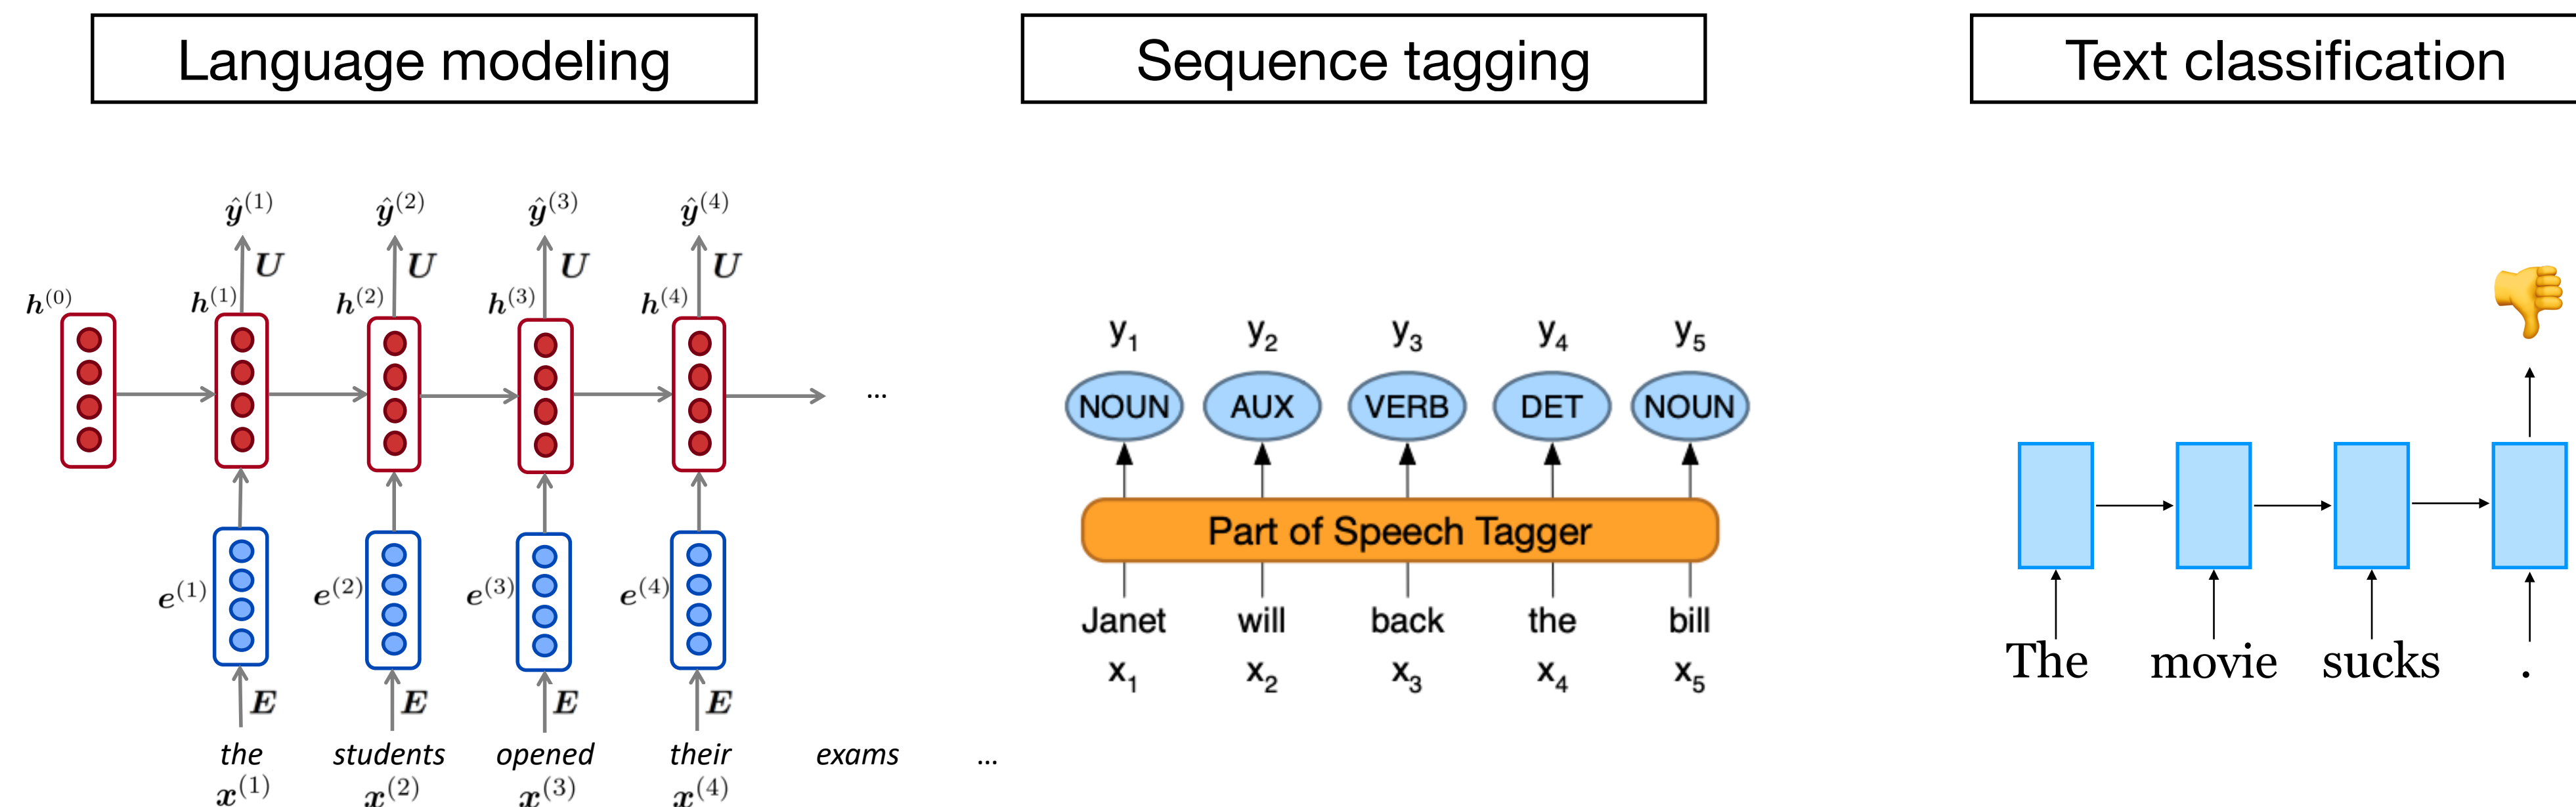 Language modeling
ŷ(1) ŷ(2) ŷ(3) ŷ(4)
U U U U
h(0) h(1) h(2) h(3) h(4)
...
e(1) e(2) e(3) e(4)
E E E E
the students opened their exams ...
x(1) x(2) x(3) x(4)
Sequence tagging
y1 y2 y3 y4 y5
NOUN AUX VERB DET NOUN
Part of Speech Tagger
Janet will back the bill
x1 x2 x3 x4 x5
Text classification
The movie sucks .